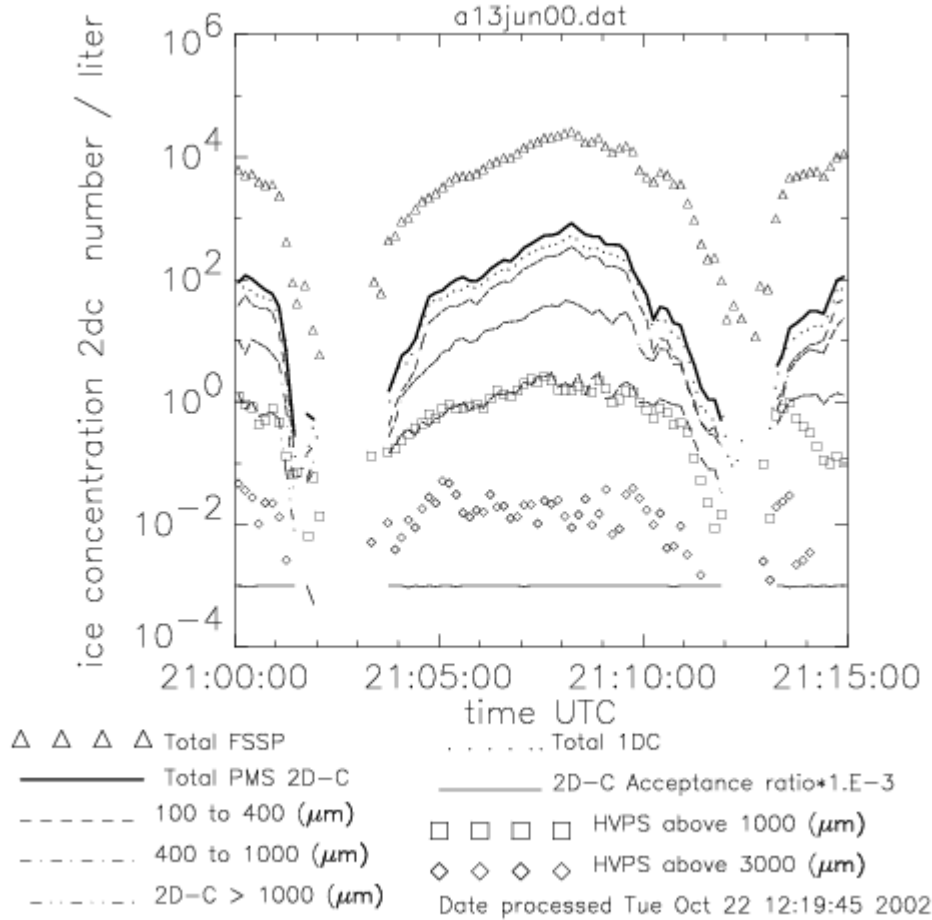 a13jun00.dat
ice concentration 2dc  number / liter
10^6
10^4
10^2
10^0
10^-2
10^-4
21:00:00 21:05:00 21:10:00 21:15:00
time UTC
Total FSSP
Total 1DC
Total PMS 2D-C
2D-C Acceptance ratio*1.E-3
100 to 400 (μm)
HVPS above 1000 (μm)
400 to 1000 (μm)
HVPS above 3000 (μm)
2D-C > 1000 (μm)
Date processed Tue Oct 22 12:19:45 2002